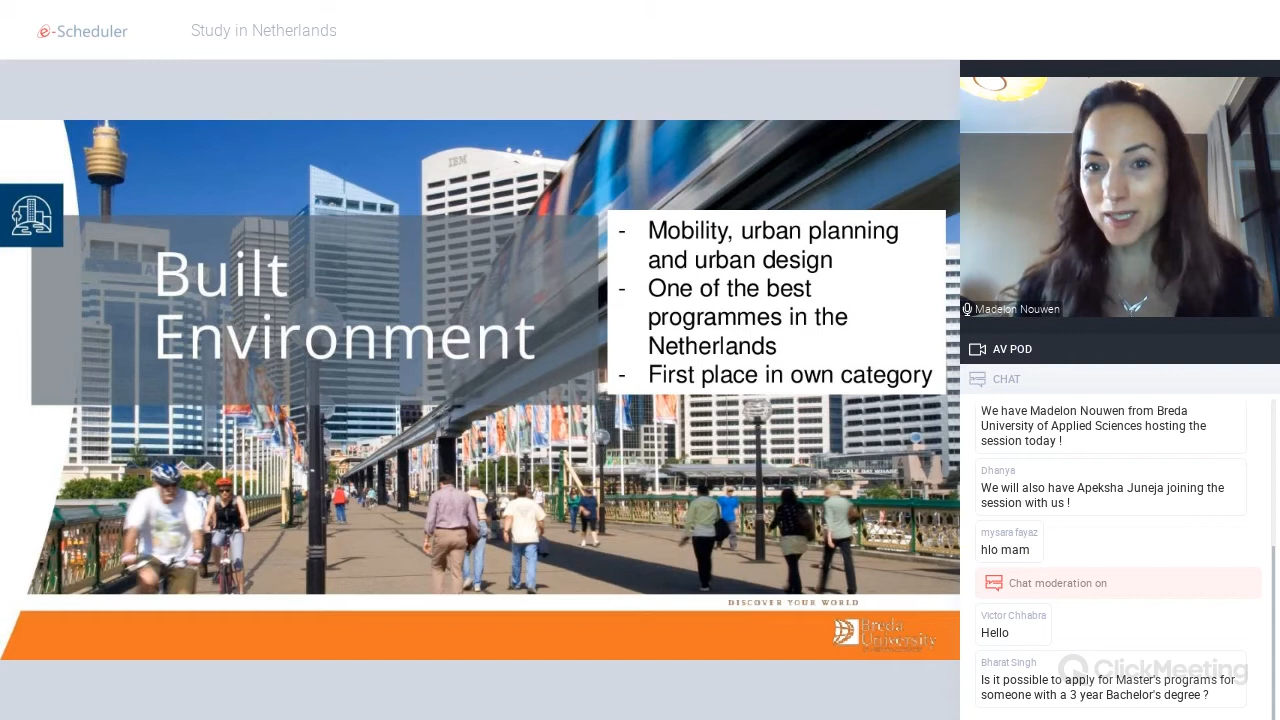 e-Scheduler
Study in Netherlands
IBM
Built
Environment
- Mobility, urban planning
and urban design
- One of the best
programmes in the
Netherlands
- First place in own category
COCKLE BAY WHARF
DISCOVER YOUR WORLD
Breda
University
Madelon Nouwen
AV POD
CHAT
We have Madelon Nouwen from Breda
University of Applied Sciences hosting the
session today !
Dhanya
We will also have Apeksha Juneja joining the
session with us !
mysara fayaz
hlo mam
Chat moderation on
Victor Chhabra
Hello
Bharat Singh
Is it possible to apply for Master's programs for
someone with a 3 year Bachelor's degree ?
ClickMeeting